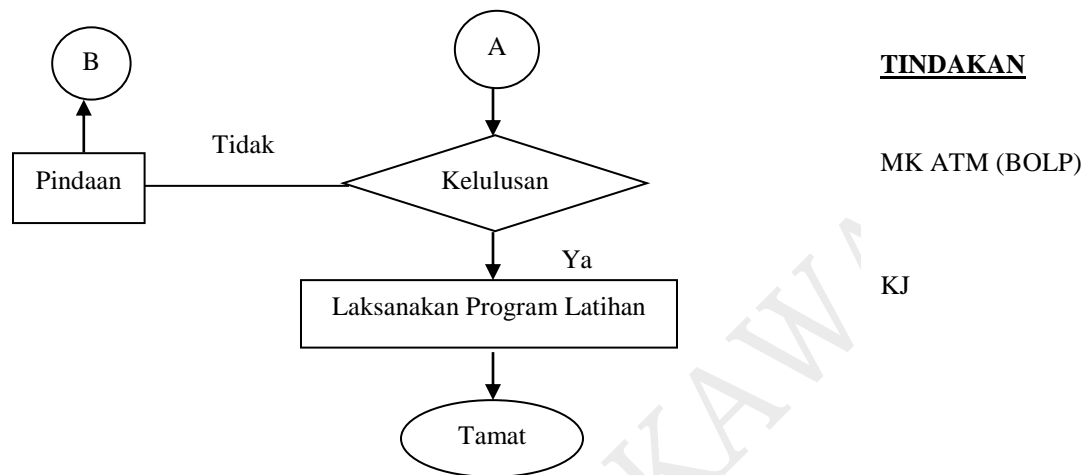 A
B
TINDAKAN
Tidak
MK ATM (BOLP)
Pindaan
Kelulusan
Ya
KJ
Laksanakan Program Latihan
Tamat